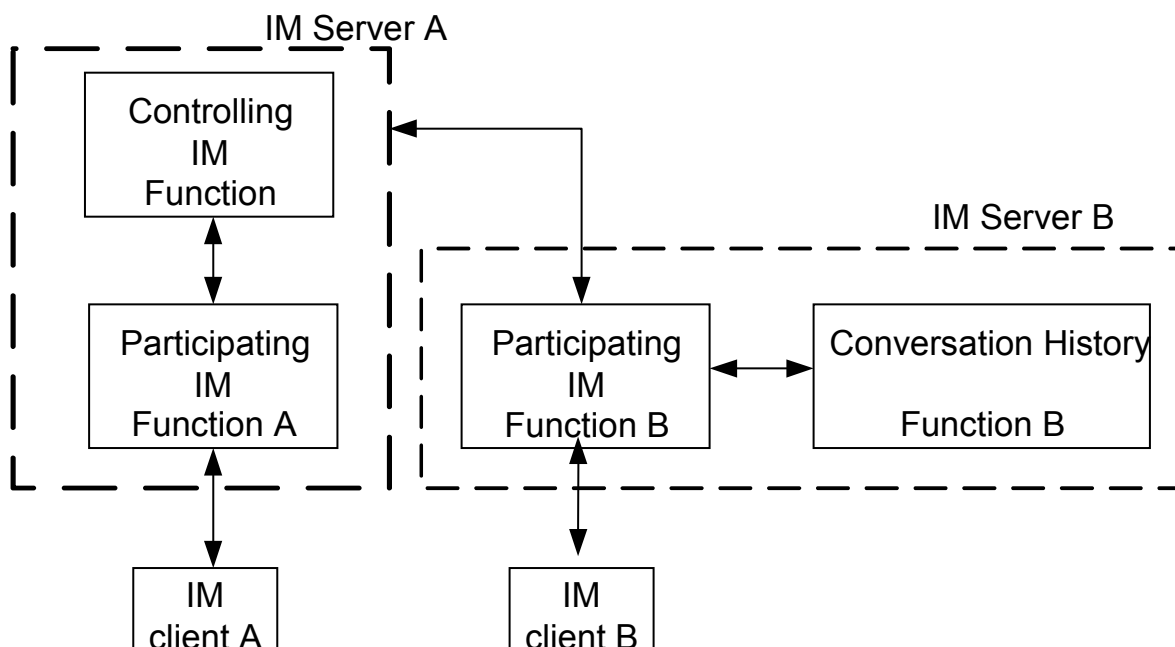 IM Server A
Controlling
IM
Function
IM Server B
Participating
IM
Function A
Participating
IM
Function B
Conversation History
Function B
IM
client A
IM
client B